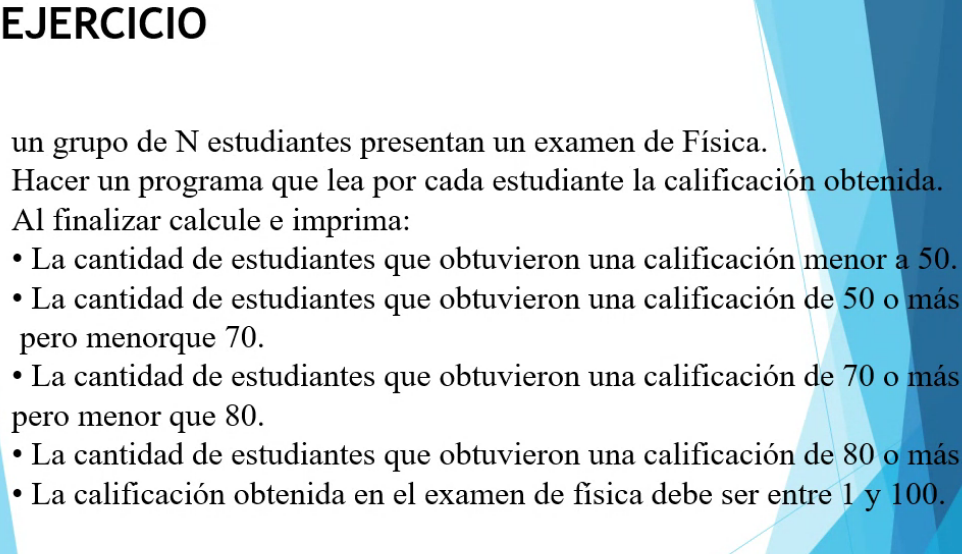 EJERCICIO
un grupo de N estudiantes presentan un examen de Física.
Hacer un programa que lea por cada estudiante la calificación obtenida.
Al finalizar calcule e imprima:
• La cantidad de estudiantes que obtuvieron una calificación menor a 50.
• La cantidad de estudiantes que obtuvieron una calificación de 50 o más
pero menorque 70.
• La cantidad de estudiantes que obtuvieron una calificación de 70 o más
pero menor que 80.
• La cantidad de estudiantes que obtuvieron una calificación de 80 o más
• La calificación obtenida en el examen de física debe ser entre 1 y 100.